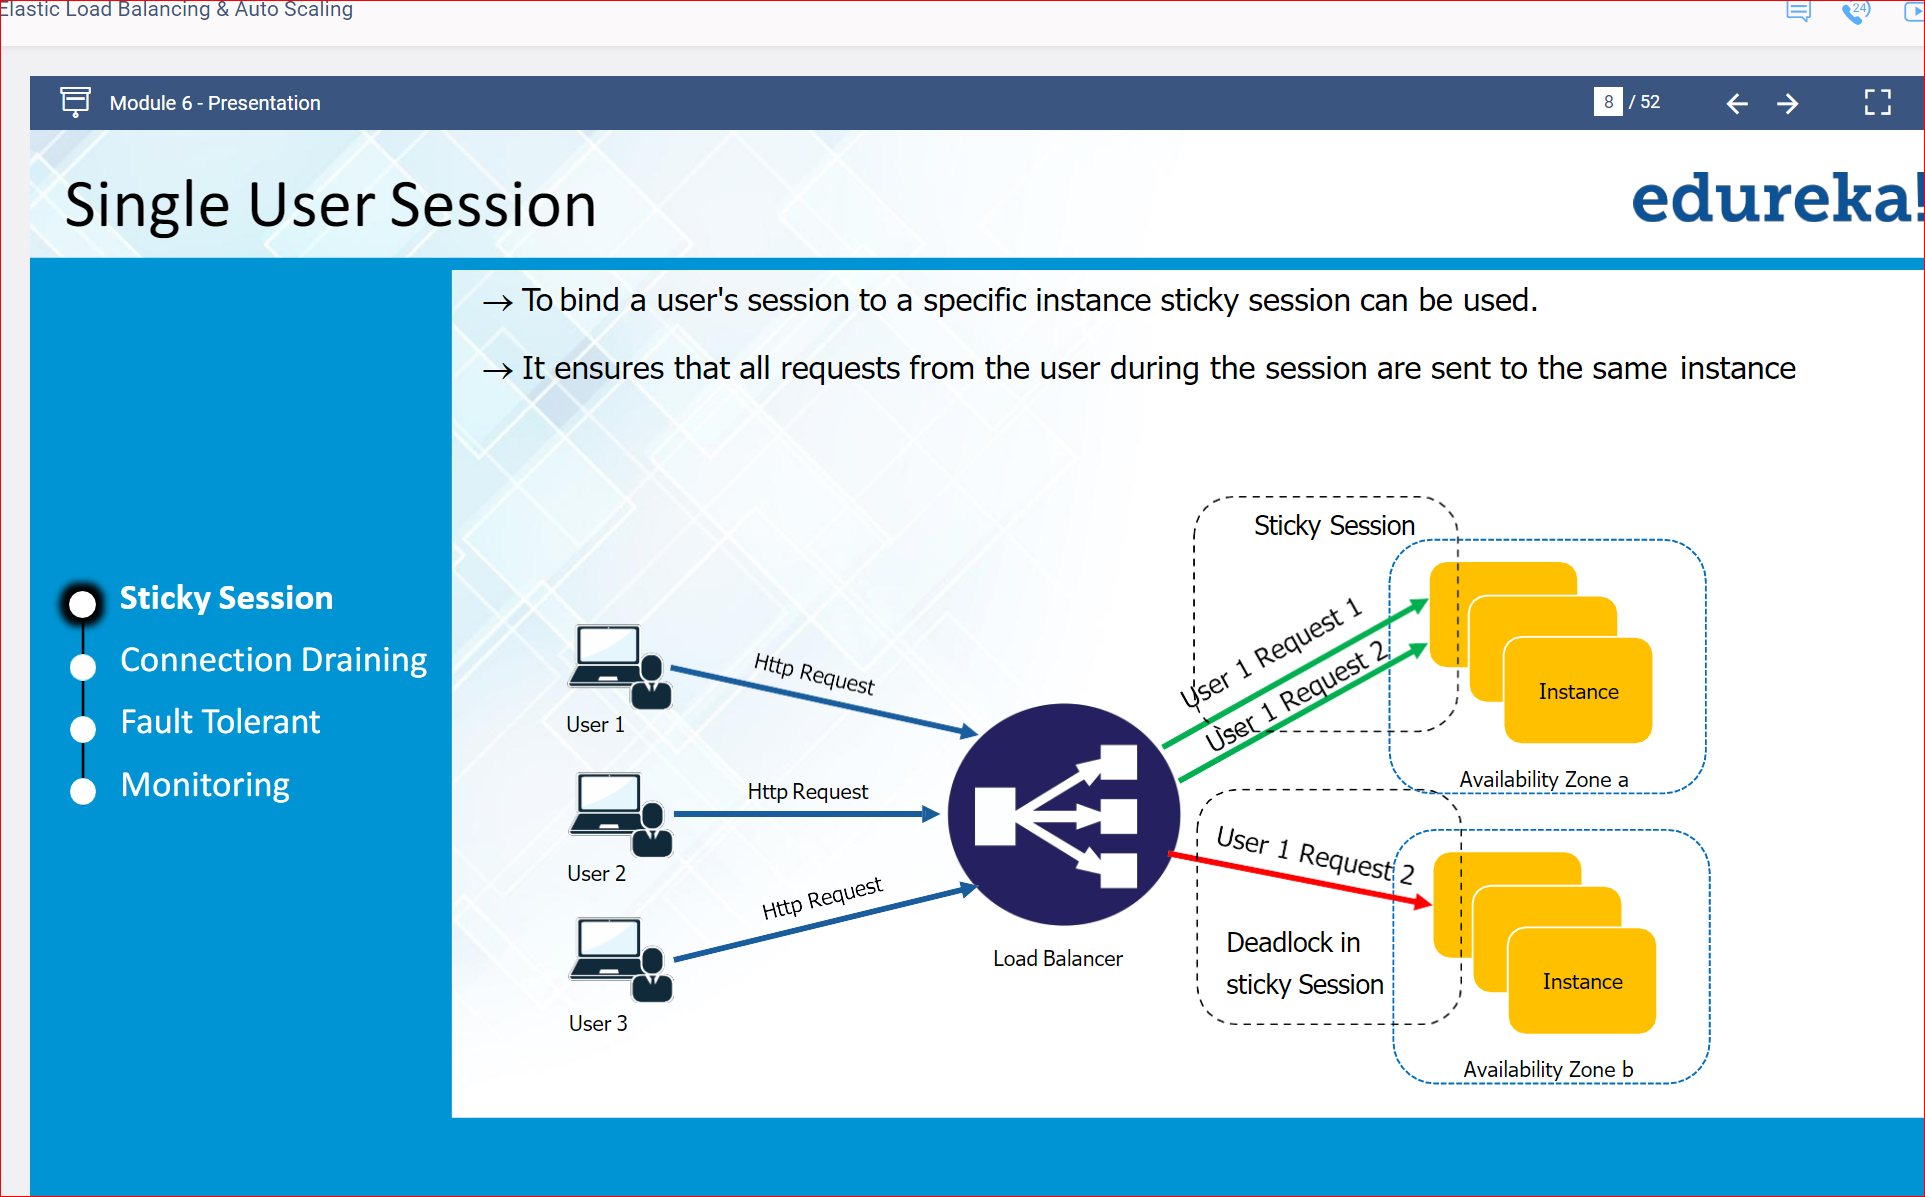 Elastic Load Balancing & Auto Scaling
24
Module 6 - Presentation
8 / 52
Single User Session
edureka!
→ To bind a user's session to a specific instance sticky session can be used.
→ It ensures that all requests from the user during the session are sent to the same instance
Sticky Session
Connection Draining
Fault Tolerant
Monitoring
Http Request
User 1
Http Request
User 2
Http Request
User 3
Load Balancer
Sticky Session
User 1 Request 1
User 1 Request 2
Instance
Availability Zone a
User 1 Request 2
Deadlock in
sticky Session
Instance
Availability Zone b